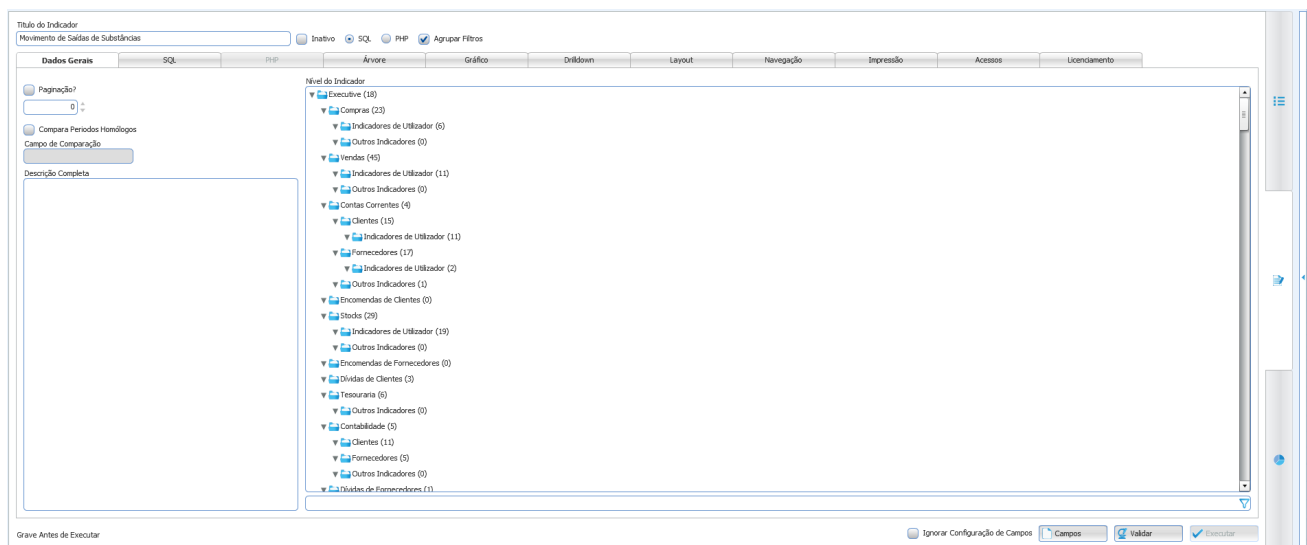 Titulo do Indicador
Movimento de Saídas de Substâncias
Inativo SQL PHP Agrupar Filtros
Dados Gerais SQL PHP Árvore Gráfico Drilldown Layout Navegação Impressão Acessos Licenciamento
Paginação?
0
Compara Periodos Homólogos
Campo de Comparação
Descrição Completa
Nível do Indicador
Executive (18)
Compras (23)
Indicadores de Utilizador (6)
Outros Indicadores (0)
Vendas (45)
Indicadores de Utilizador (11)
Outros Indicadores (0)
Contas Correntes (4)
Clientes (15)
Indicadores de Utilizador (11)
Fornecedores (17)
Indicadores de Utilizador (2)
Outros Indicadores (1)
Encomendas de Clientes (0)
Stocks (29)
Indicadores de Utilizador (19)
Outros Indicadores (0)
Encomendas de Fornecedores (0)
Dívidas de Clientes (3)
Tesouraria (6)
Outros Indicadores (0)
Contabilidade (5)
Clientes (11)
Fornecedores (5)
Outros Indicadores (0)
Dívidas de Fornecedores (1)
Grave Antes de Executar
Ignorar Configuração de Campos Campos Validar Executar